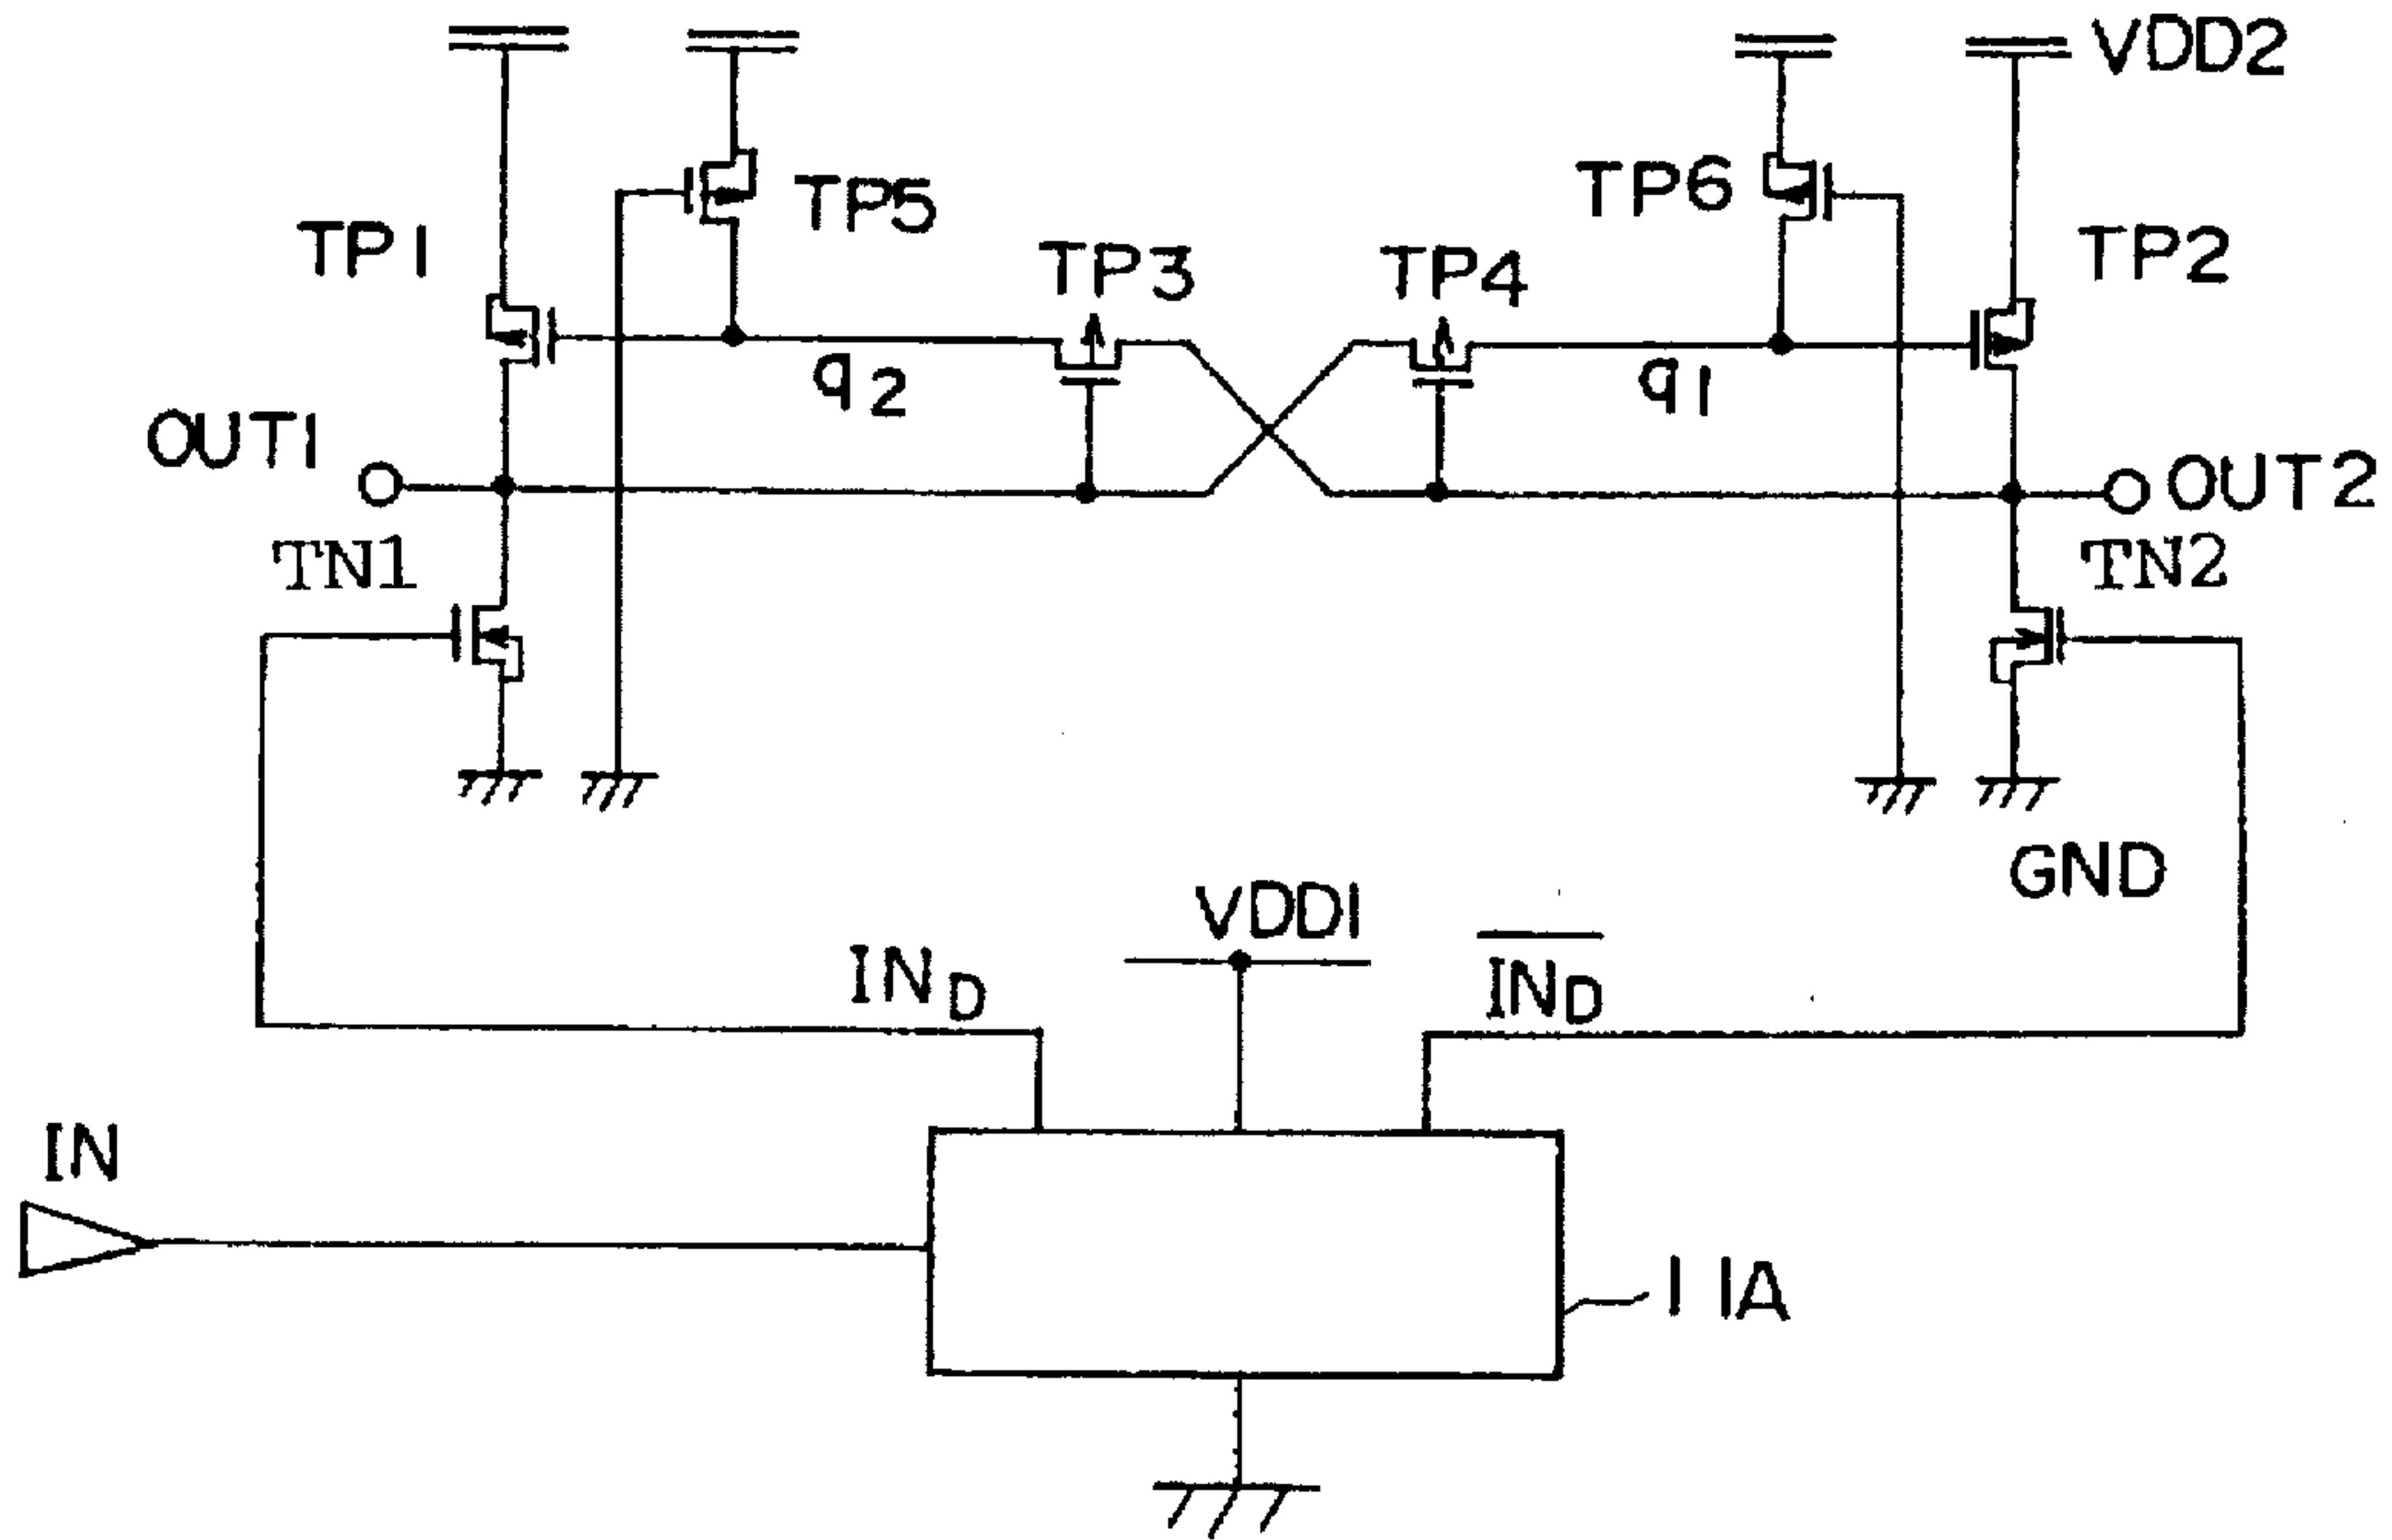 VDD2
TP5
TP6
TP1
TP3
TP4
TP2
q2
q1
OUT1
OUT2
TN1
TN2
GND
VDD1
IND
IND
IN
11A